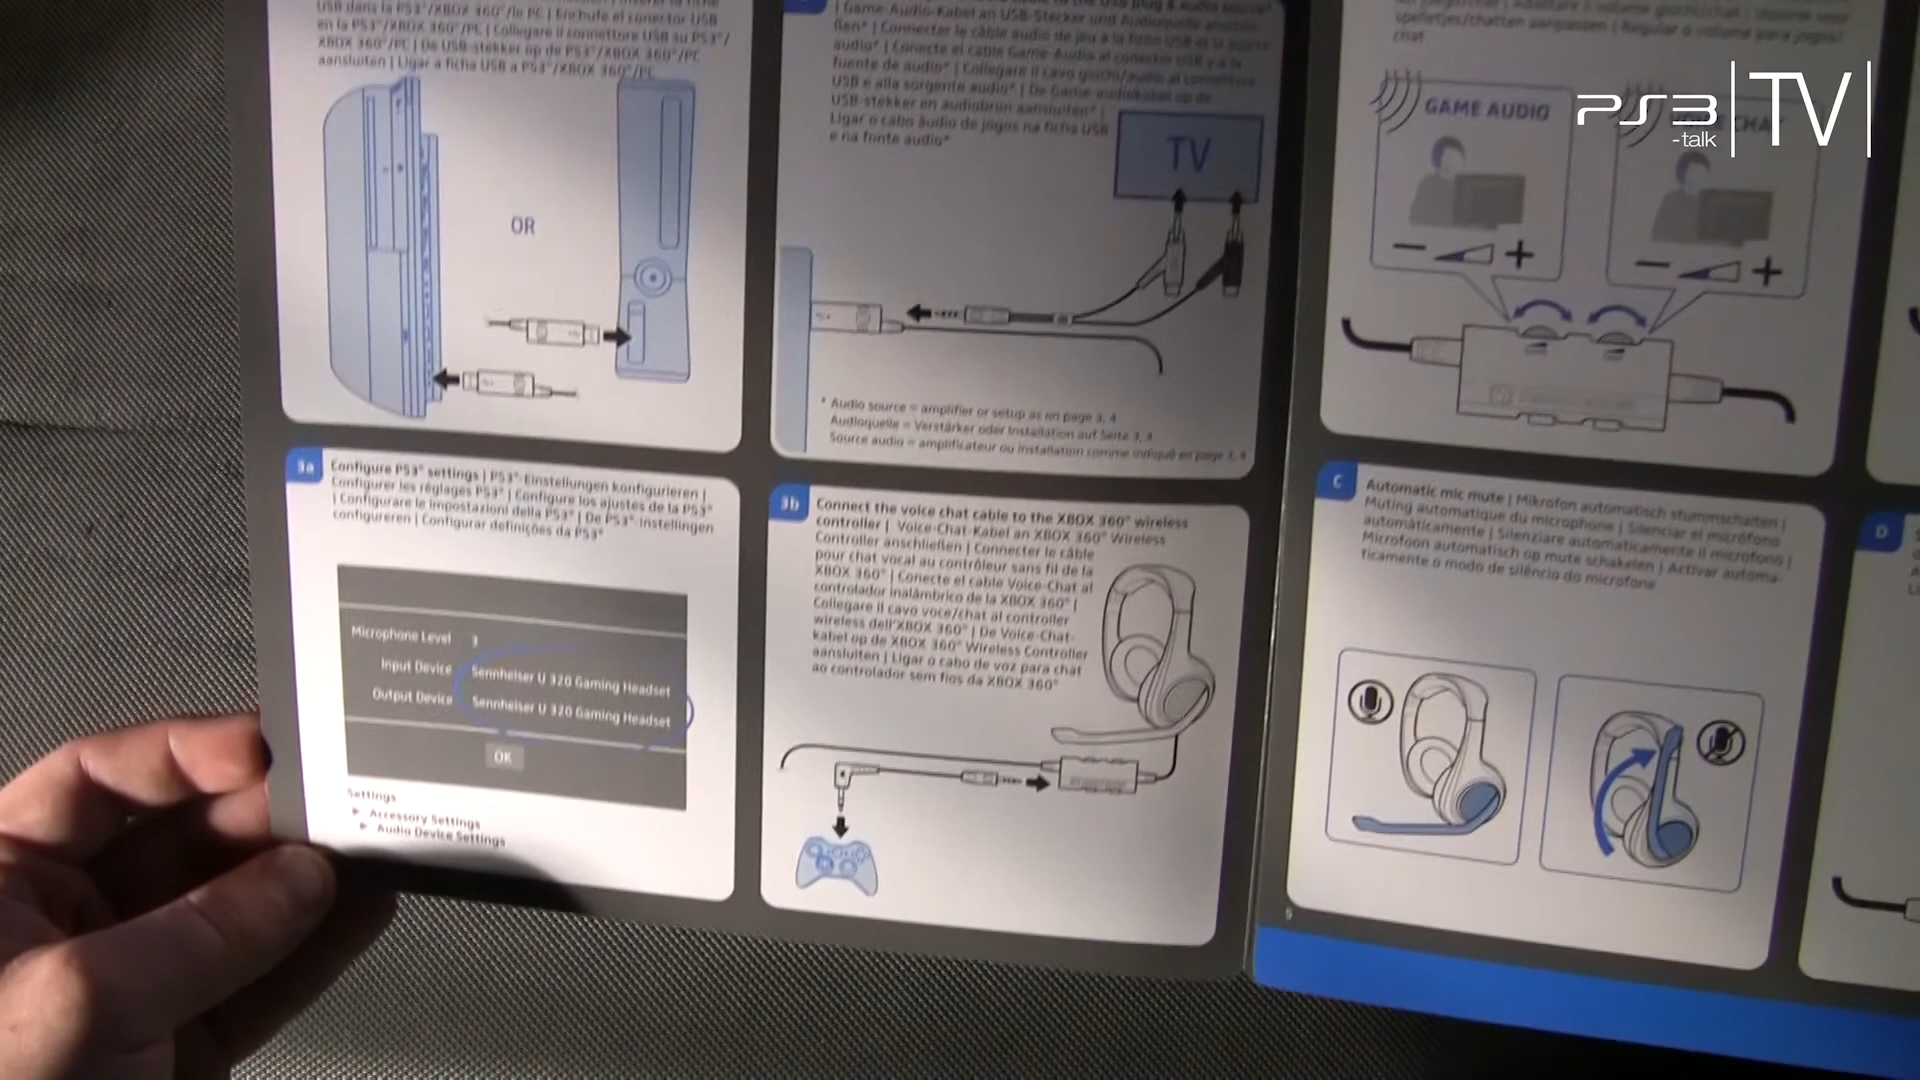 USB dans la PS3®/XBOX 360®/le PC | Enchufe el conector USB
en la PS3®/XBOX 360®/PC | Collegare il connettore USB su PS3®/
XBOX 360®/PC | De USB-stekker op de PS3®/XBOX 360®/PC
aansluiten | Ligar a ficha USB a PS3®/XBOX 360®/PC
OR
| Game-Audio-Kabel an USB-Stecker und Audioquelle
ßen* | Connecter le câble audio de jeu à la fiche USB et la
audio* | Conecte el cable Game-Audio al conector USB y a la
fuente de audio* | Collegare il cavo giochi/audio al connettore
USB e alla sorgente audio* | De Game-audiokabel op de
USB-stekker en audiobron aansluiten* |
Ligar o cabo áudio de jogos na ficha USB
e na fonte audio*
TV
* Audio source = amplifier or setup as on page 3, 4
Audioquelle = Verstärker oder Installation auf Seite 3, 4
Source audio = amplificateur ou installation comme indiqué en page 3, 4
spelletjes/chatten aanpassen | Regular o volume para jogos/
chat
GAME AUDIO
CHAT
PS3
-talk
TV
3a
Configure PS3® settings | PS3®-Einstellungen konfigurieren |
Configurer les réglages PS3® | Configure los ajustes de la PS3®
| Configurare le impostazioni della PS3® | De PS3®-instellingen
configureren | Configurar definições da PS3®
Microphone Level 3
Input Device Sennheiser U 320 Gaming Headset
Output Device Sennheiser U 320 Gaming Headset
OK
Settings
Accessory Settings
Audio Device Settings
3b
Connect the voice chat cable to the XBOX 360® wireless
controller | Voice-Chat-Kabel an XBOX 360® Wireless
Controller anschließen | Connecter le câble
pour chat vocal au contrôleur sans fil de la
XBOX 360® | Conecte el cable Voice-Chat al
controlador inalámbrico de la XBOX 360® |
Collegare il cavo voce/chat al controller
wireless dell'XBOX 360® | De Voice-Chat-
kabel op de XBOX 360® Wireless Controller
aansluiten | Ligar o cabo de voz para chat
ao controlador sem fios da XBOX 360®
C
Automatic mic mute | Mikrofon automatisch stummschalten |
Muting automatique du microphone | Silenciar el micrófono
automáticamente | Silenziare automaticamente il microfono |
Microfoon automatisch op mute schakelen | Activar automa-
ticamente o modo de silêncio do microfone
D
5